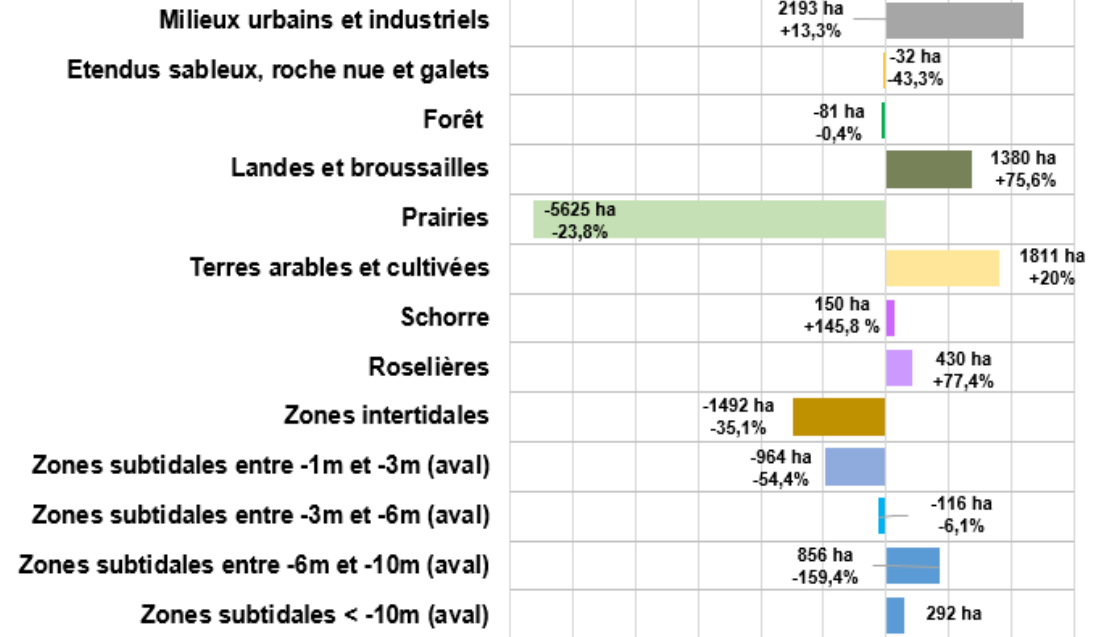 Milieux urbains et industriels
2193 ha
+13,3%
Etendus sableux, roche nue et galets
-32 ha
-43,3%
Forêt
-81 ha
-0,4%
Landes et broussailles
1380 ha
+75,6%
Prairies
-5625 ha
-23,8%
Terres arables et cultivées
1811 ha
+20%
Schorre
150 ha
+145,8 %
Roselières
430 ha
+77,4%
Zones intertidales
-1492 ha
-35,1%
Zones subtidales entre -1m et -3m (aval)
-964 ha
-54,4%
Zones subtidales entre -3m et -6m (aval)
-116 ha
-6,1%
Zones subtidales entre -6m et -10m (aval)
856 ha
-159,4%
Zones subtidales < -10m (aval)
292 ha